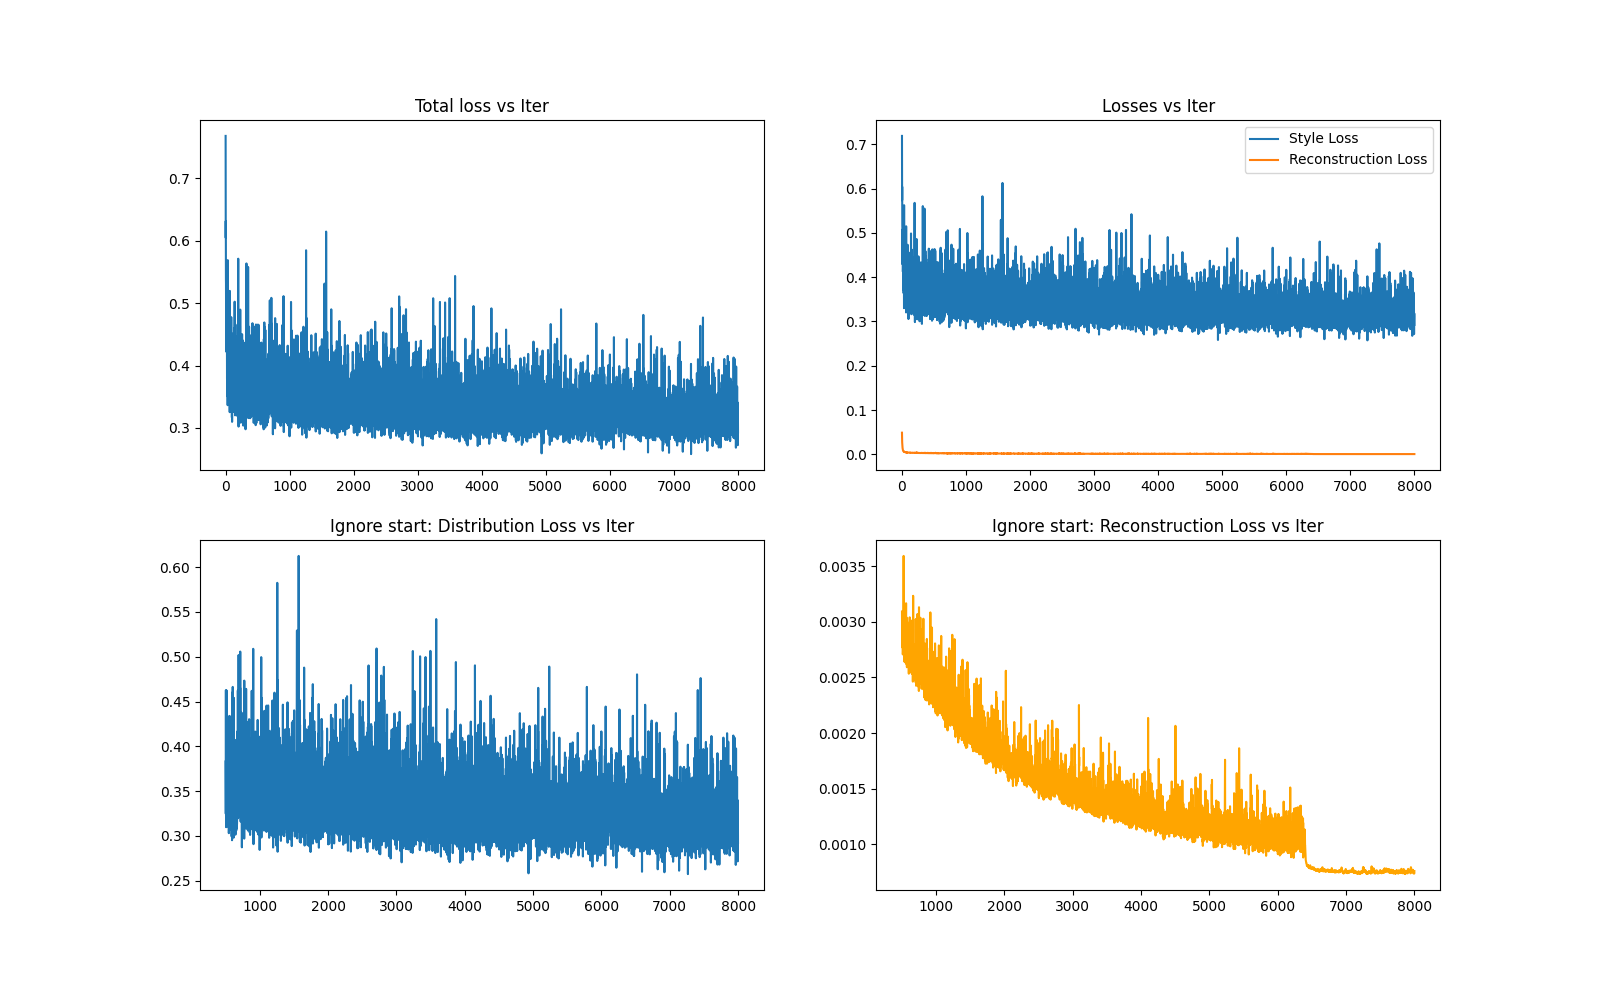 Total loss vs Iter
0.7
0.6
0.5
0.4
0.3
0 1000 2000 3000 4000 5000 6000 7000 8000
Losses vs Iter
Style Loss
Reconstruction Loss
0.7
0.6
0.5
0.4
0.3
0.2
0.1
0.0
0 1000 2000 3000 4000 5000 6000 7000 8000
Ignore start: Distribution Loss vs Iter
0.60
0.55
0.50
0.45
0.40
0.35
0.30
0.25
1000 2000 3000 4000 5000 6000 7000 8000
Ignore start: Reconstruction Loss vs Iter
0.0035
0.0030
0.0025
0.0020
0.0015
0.0010
1000 2000 3000 4000 5000 6000 7000 8000